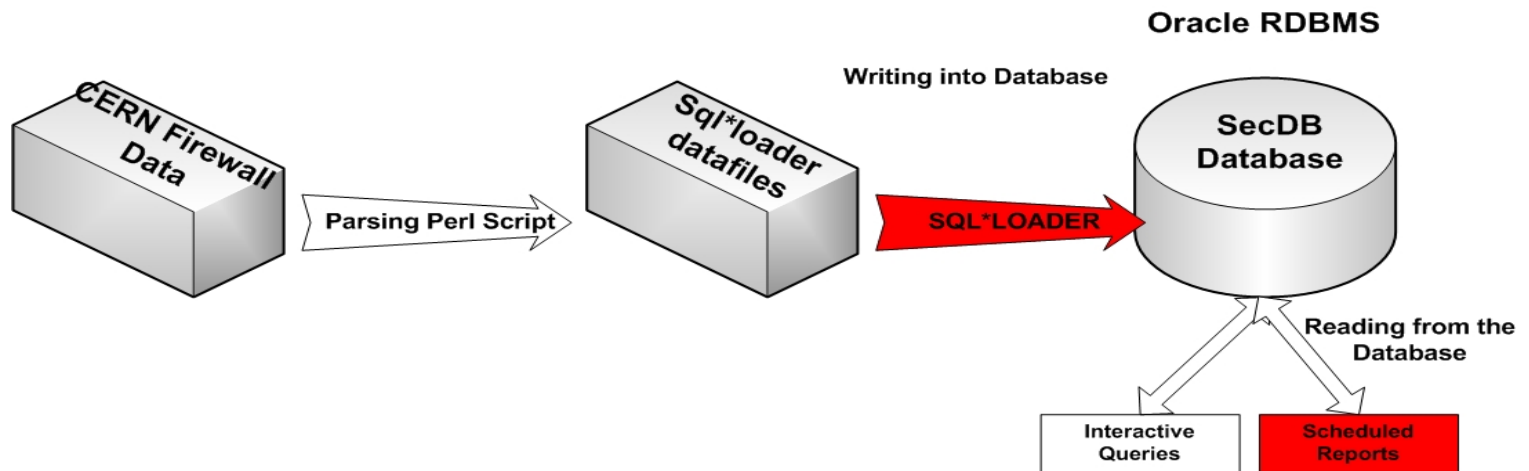 Oracle RDBMS
Writing into Database
CERN Firewall
Data
Parsing Perl Script
Sql*loader
datafiles
SQL*LOADER
SecDB
Database
Reading from the
Database
Interactive
Queries
Scheduled
Reports